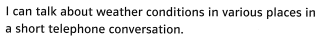 I can talk about weather conditions in various places in
a short telephone conversation.